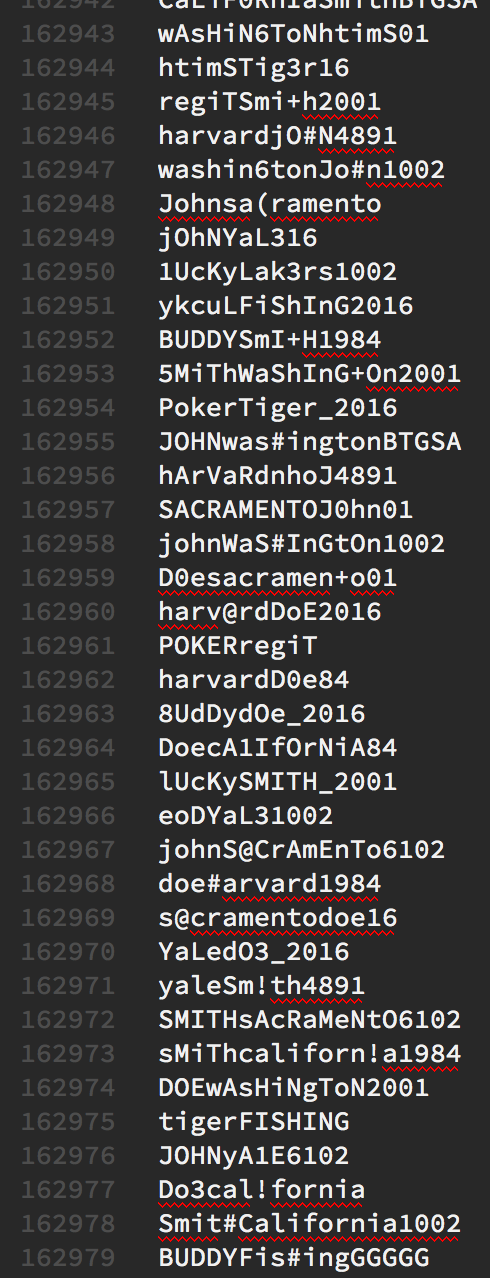 162942 CaLiF0RnIaSmithBTGSA
162943 wAsHiN6ToNhtimS01
162944 htimSTig3r16
162945 regiTSmi+h2001
162946 harvardjO#N4891
162947 washin6tonJo#n1002
162948 Johnsa(ramento
162949 jOhNYaL316
162950 1UcKyLak3rs1002
162951 ykcuLFiShInG2016
162952 BUDDYSmI+H1984
162953 5MiThWaShInG+On2001
162954 PokerTiger_2016
162955 JOHNwas#ingtonBTGSA
162956 hArVaRdnhoJ4891
162957 SACRAMENTOJ0hn01
162958 johnWaS#InGtOn1002
162959 D0esacramen+o01
162960 harv@rdDoE2016
162961 POKERregiT
162962 harvardD0e84
162963 8UdDydOe_2016
162964 DoecA1IfOrNiA84
162965 lUcKySMITH_2001
162966 eoDYaL31002
162967 johnS@CrAmEnTo6102
162968 doe#arvard1984
162969 s@cramentodoe16
162970 YaLedO3_2016
162971 yaleSm!th4891
162972 SMITHsAcRaMeNtO6102
162973 sMiThcaliforn!a1984
162974 DOEwAsHiNgToN2001
162975 tigerFISHING
162976 JOHNyA1E6102
162977 Do3cal!fornia
162978 Smit#California1002
162979 BUDDYFis#ingGGGGG